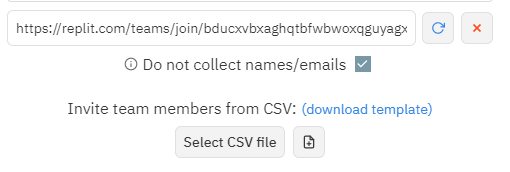 https://replit.com/teams/join/bducxvbxaghqtbfwbwoxqguyagx
Do not collect names/emails
Invite team members from CSV: (download template)
Select CSV file